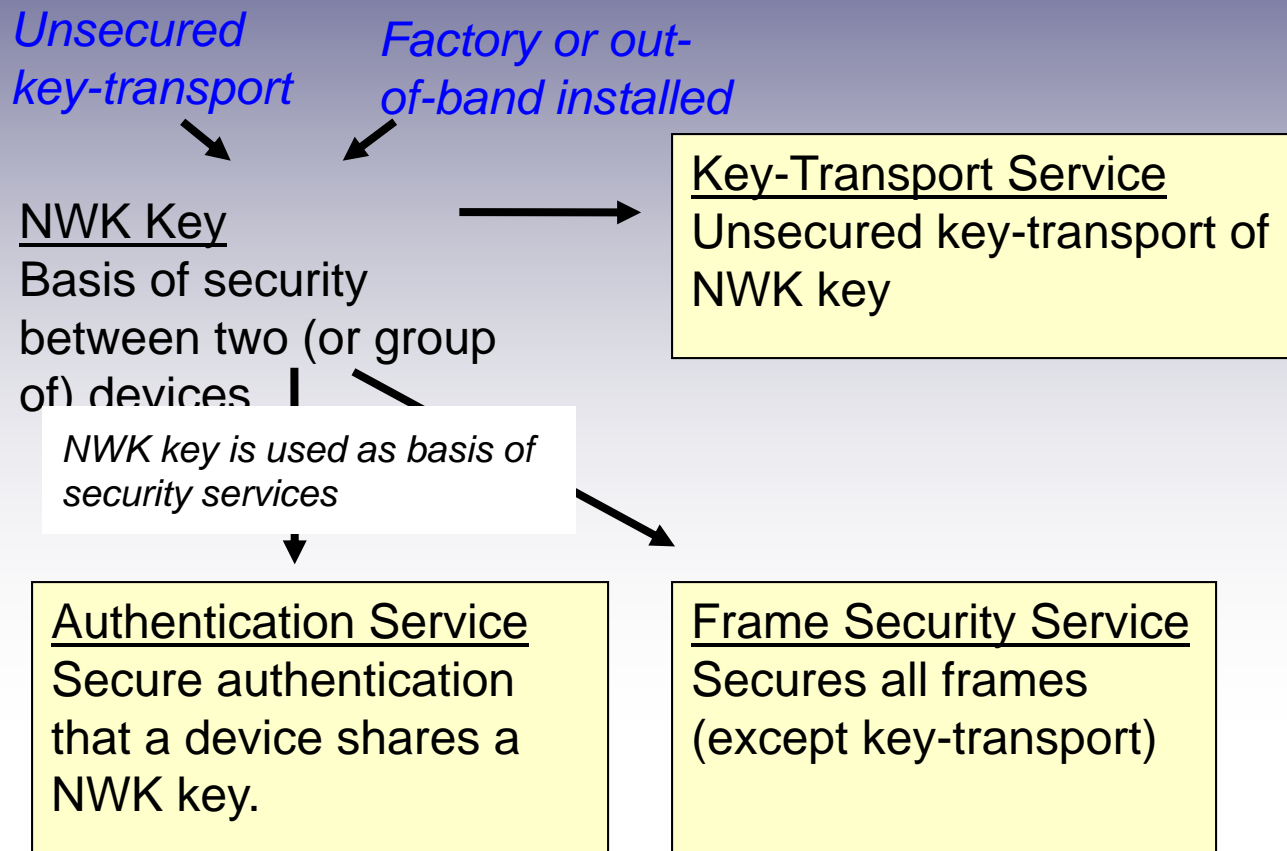 Unsecured
key-transport
Factory or out-
of-band installed
NWK Key
Basis of security
between two (or group
of) devices
Key-Transport Service
Unsecured key-transport of
NWK key
NWK key is used as basis of
security services
Authentication Service
Secure authentication
that a device shares a
NWK key.
Frame Security Service
Secures all frames
(except key-transport)